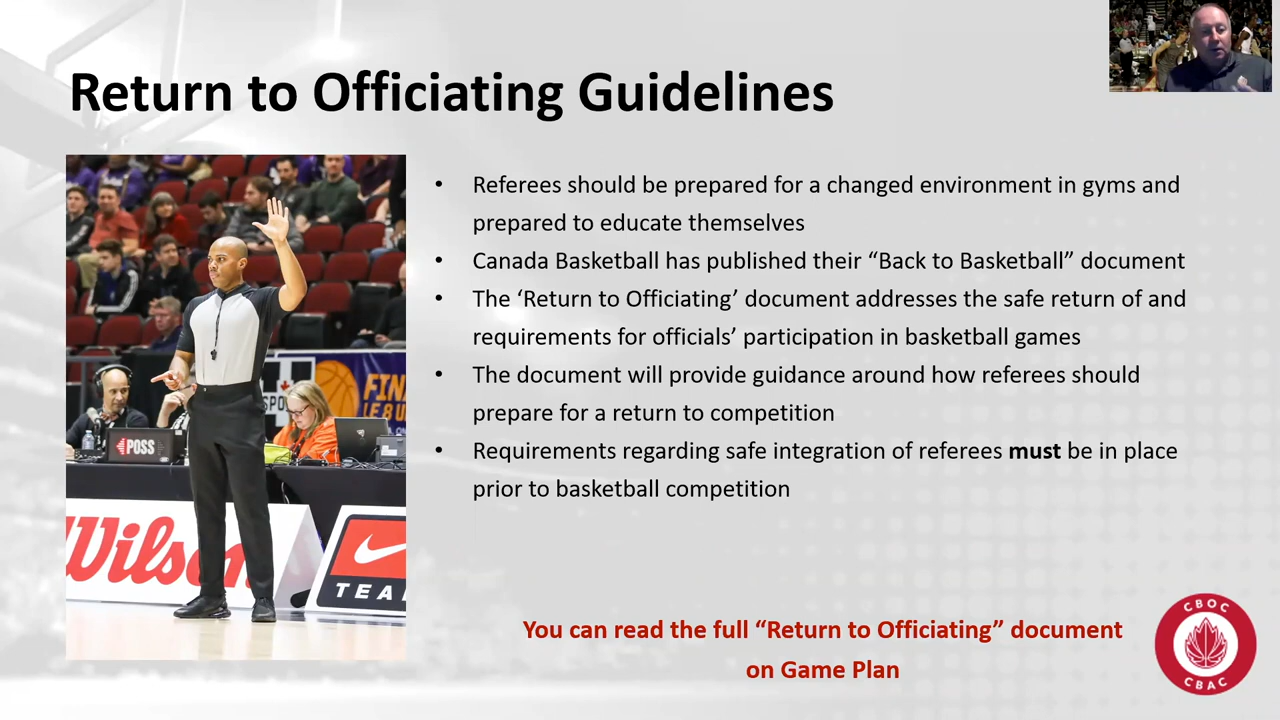 Return to Officiating Guidelines
• Referees should be prepared for a changed environment in gyms and
prepared to educate themselves
• Canada Basketball has published their “Back to Basketball” document
• The ‘Return to Officiating’ document addresses the safe return of and
requirements for officials’ participation in basketball games
• The document will provide guidance around how referees should
prepare for a return to competition
• Requirements regarding safe integration of referees must be in place
prior to basketball competition
POSS
Wilson
TEA
You can read the full “Return to Officiating” document
on Game Plan
CBOC
CBAC